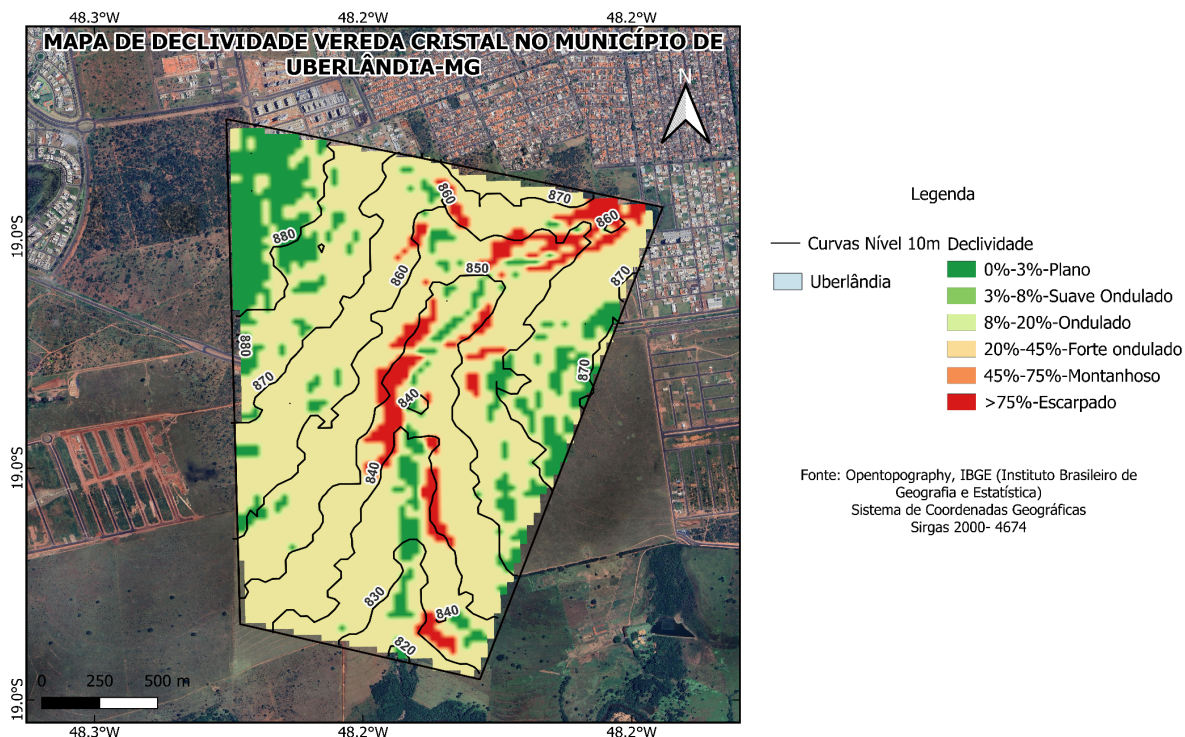 48.3°W 48.2°W 48.2°W
MAPA DE DECLIVIDADE VEREDA CRISTAL NO MUNICÍPIO DE
UBERLÂNDIA-MG
N
19.0°S
19.0°S
19.0°S
860
870
860
880
850
860
870
880
870
870
840
840
830
840
820
0 250 500 m
48.3°W 48.2°W 48.2°W
Legenda
Curvas Nível 10m
Uberlândia
Declividade
0%-3%-Plano
3%-8%-Suave Ondulado
8%-20%-Ondulado
20%-45%-Forte ondulado
45%-75%-Montanhoso
>75%-Escarpado
Fonte: Opentopography, IBGE (Instituto Brasileiro de
Geografia e Estatística)
Sistema de Coordenadas Geográficas
Sirgas 2000- 4674